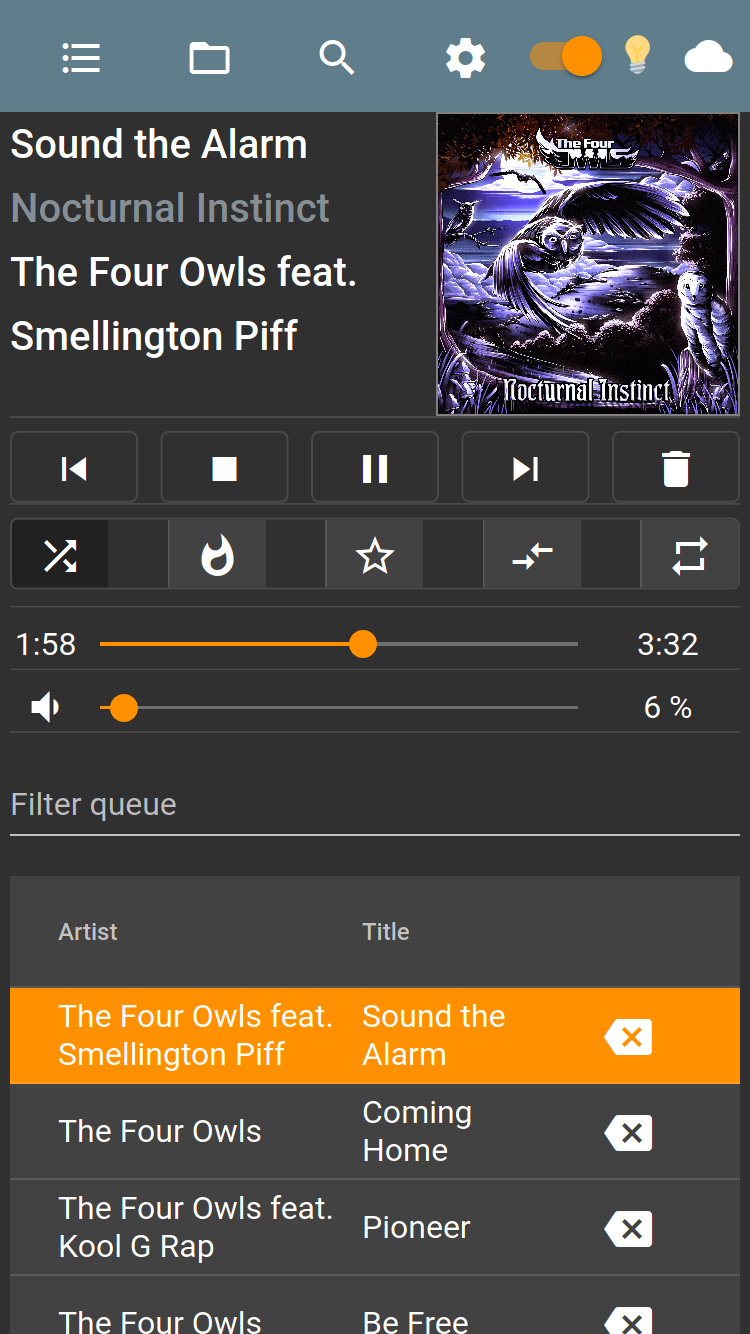 Sound the Alarm
Nocturnal Instinct
The Four Owls feat.
Smellington Piff
The Four
Nocturnal Instinct
1:58
3:32
6 %
Filter queue
Artist Title
The Four Owls feat.
Smellington Piff
Sound the
Alarm
The Four Owls
Coming
Home
The Four Owls feat.
Kool G Rap
Pioneer
The Four Owls
Be Free